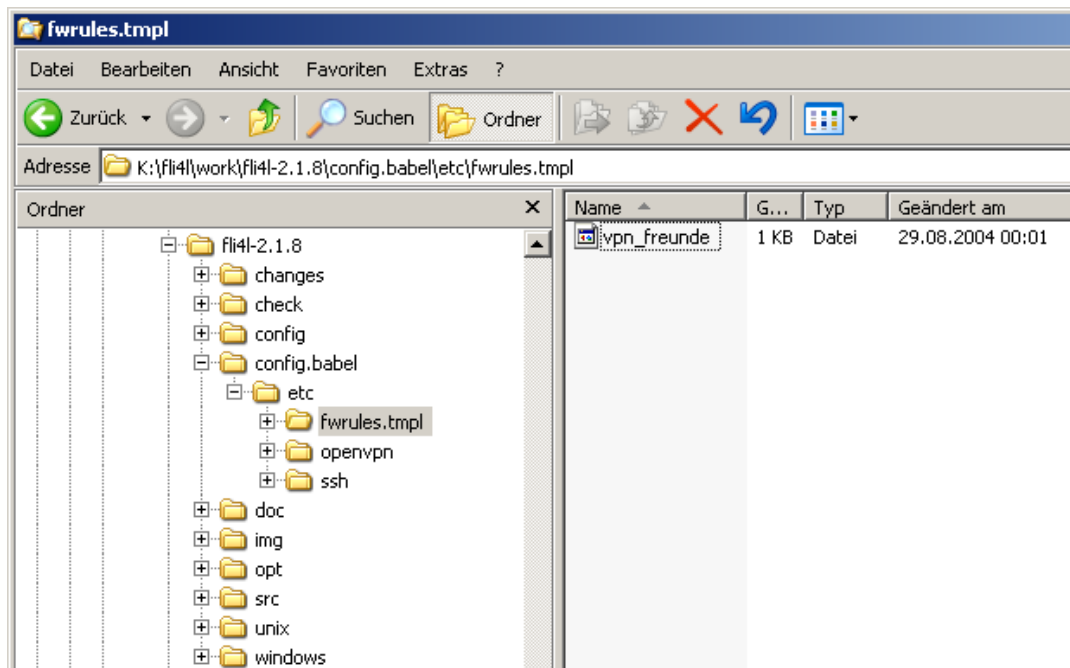 fwrules.tmpl
Datei Bearbeiten Ansicht Favoriten Extras ?
Zurück Suchen Ordner
Adresse K:\fli4l\work\fli4l-2.1.8\config.babel\etc\fwrules.tmpl
Ordner
Name G... Typ Geändert am
vpn_freunde 1 KB Datei 29.08.2004 00:01
fli4l-2.1.8
changes
check
config
config.babel
etc
fwrules.tmpl
openvpn
ssh
doc
img
opt
src
unix
windows